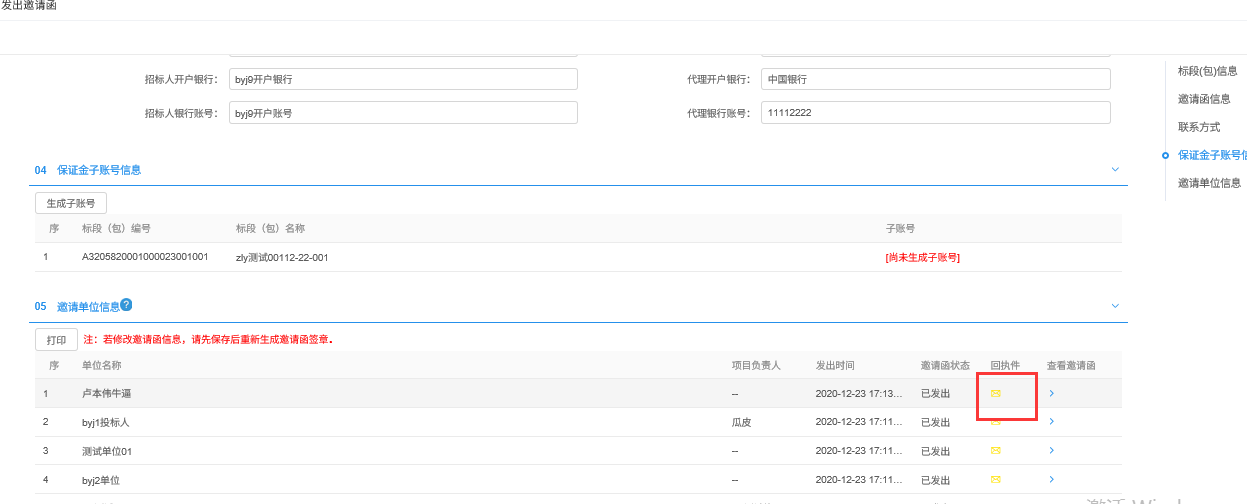 发出邀请函
招标人开户银行： byj9开户银行 代理开户银行： 中国银行
招标人银行账号： byj9开户账号 代理银行账号： 11112222
标段(包)信息
邀请函信息
联系方式
保证金子账号信
邀请单位信息
04 保证金子账号信息
生成子账号
序 标段（包）编号 标段（包）名称 子账号
1 A3205820001000023001001 zly测试00112-22-001 [尚未生成子账号]
05 邀请单位信息?
打印 注：若修改邀请函信息，请先保存后重新生成邀请函签章。
序 单位名称 项目负责人 发出时间 邀请函状态 回执件 查看邀请函
1 卢本伟牛逼 -- 2020-12-23 17:13... 已发出
2 byj1投标人 瓜皮 2020-12-23 17:11... 已发出
3 测试单位01 -- 2020-12-23 17:11... 已发出
4 byj2单位 -- 2020-12-23 17:11... 已发出